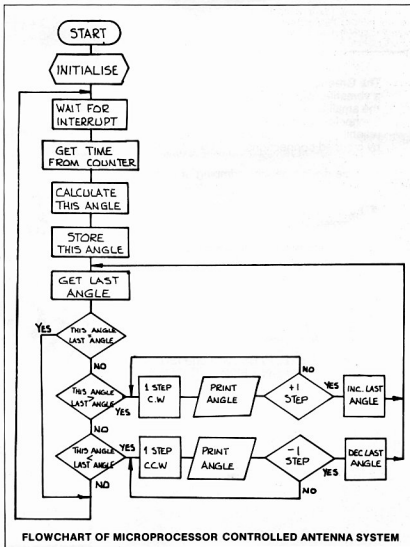 START
INITIALISE
WAIT FOR
INTERRUPT
GET TIME
FROM COUNTER
CALCULATE
THIS ANGLE
STORE
THIS ANGLE
GET LAST
ANGLE
YES
THIS ANGLE
=
LAST ANGLE
NO
THIS ANGLE
>
LAST ANGLE
YES
1 STEP
C.W
PRINT
ANGLE
NO
+1
STEP
YES
INC. LAST
ANGLE
NO
THIS ANGLE
<
LAST ANGLE
YES
1 STEP
CCW
PRINT
ANGLE
-1
STEP
YES
DEC LAST
ANGLE
NO
NO
FLOWCHART OF MICROPROCESSOR CONTROLLED ANTENNA SYSTEM